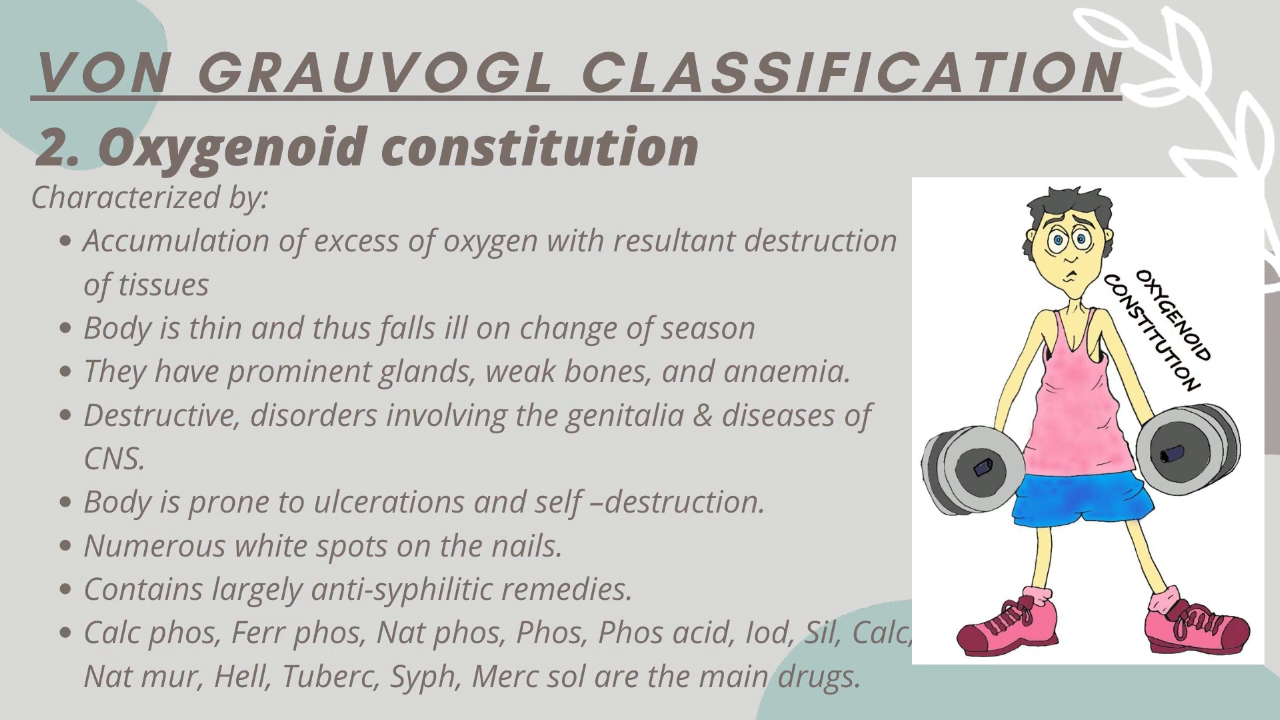 VON GRAUVOGL CLASSIFICATION
2. Oxygenoid constitution
Characterized by:
• Accumulation of excess of oxygen with resultant destruction
of tissues
• Body is thin and thus falls ill on change of season
• They have prominent glands, weak bones, and anaemia.
• Destructive, disorders involving the genitalia & diseases of
CNS.
• Body is prone to ulcerations and self –destruction.
• Numerous white spots on the nails.
• Contains largely anti-syphilitic remedies.
• Calc phos, Ferr phos, Nat phos, Phos, Phos acid, Iod, Sil, Calc,
Nat mur, Hell, Tuberc, Syph, Merc sol are the main drugs.
OXYGENOID
CONSTITUTION